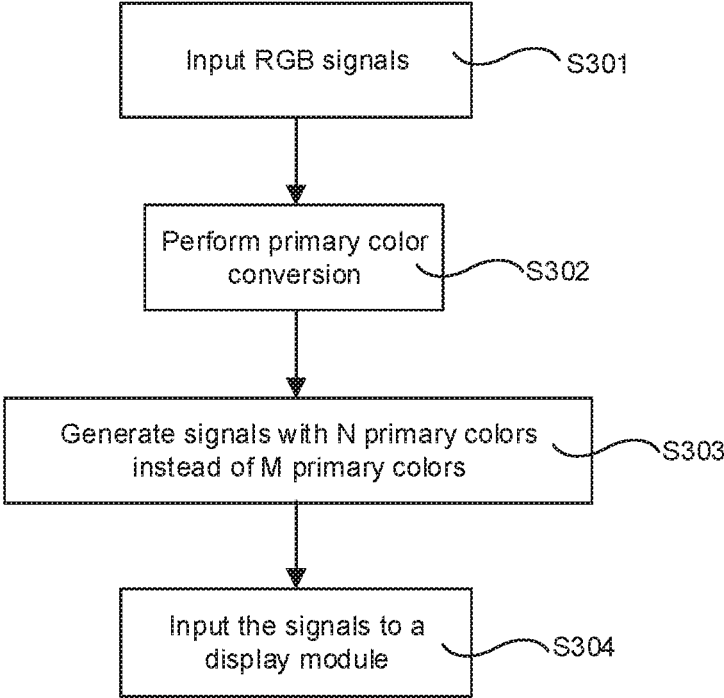 Input RGB signals
S301
Perform primary color
conversion
S302
Generate signals with N primary colors
instead of M primary colors
S303
Input the signals to a
display module
S304